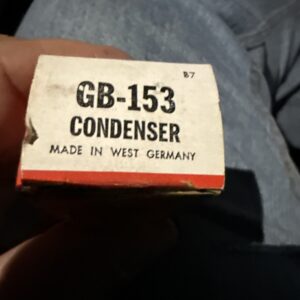 B7
GB-153
CONDENSER
MADE IN WEST GERMANY